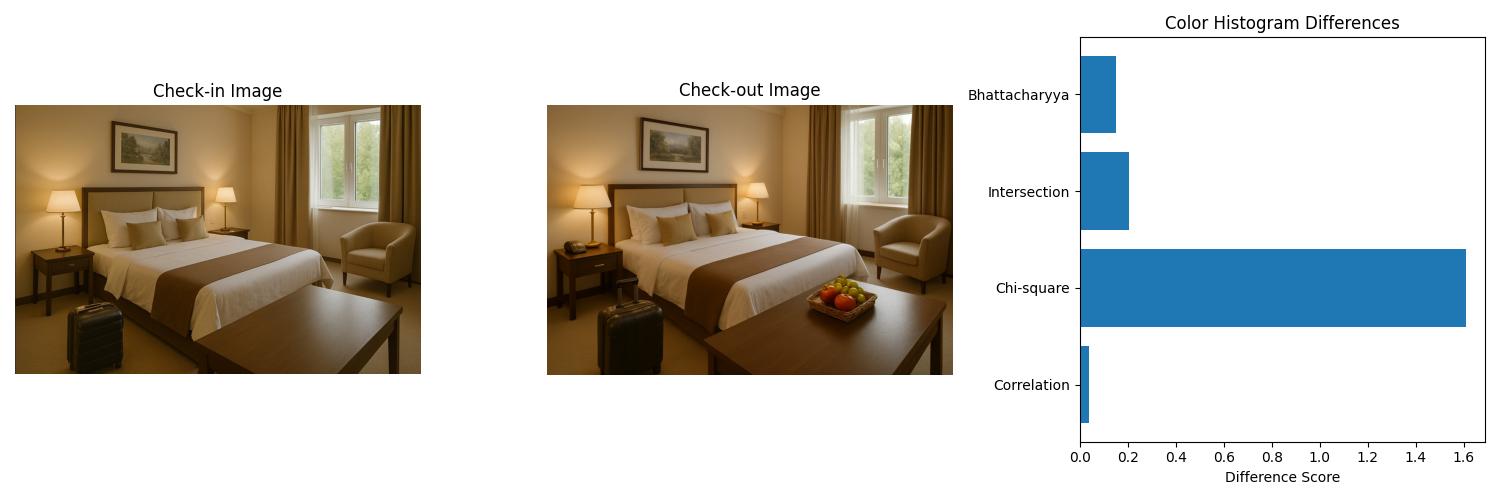 Check-in Image
Check-out Image
Color Histogram Differences
Bhattacharyya
Intersection
Chi-square
Correlation
0.0 0.2 0.4 0.6 0.8 1.0 1.2 1.4 1.6
Difference Score